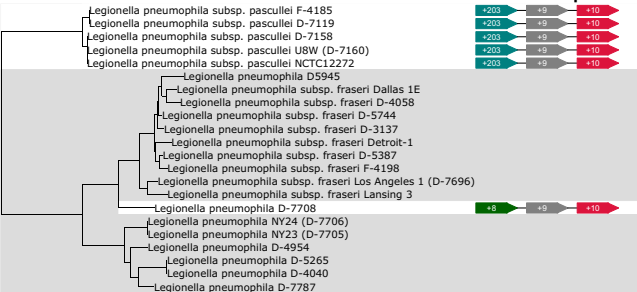 Legionella pneumophila subsp. pascullei F-4185 +203 +9 +10
Legionella pneumophila subsp. pascullei D-7119 +203 +9 +10
Legionella pneumophila subsp. pascullei D-7158 +203 +9 +10
Legionella pneumophila subsp. pascullei U8W (D-7160) +203 +9 +10
Legionella pneumophila subsp. pascullei NCTC12272 +203 +9 +10
Legionella pneumophila D5945
Legionella pneumophila subsp. fraseri Dallas 1E
Legionella pneumophila subsp. fraseri D-4058
Legionella pneumophila subsp. fraseri D-5744
Legionella pneumophila subsp. fraseri D-3137
Legionella pneumophila subsp. fraseri Detroit-1
Legionella pneumophila subsp. fraseri D-5387
Legionella pneumophila subsp. fraseri F-4198
Legionella pneumophila subsp. fraseri Los Angeles 1 (D-7696)
Legionella pneumophila subsp. fraseri Lansing 3
Legionella pneumophila D-7708 +8 +9 +10
Legionella pneumophila NY24 (D-7706)
Legionella pneumophila NY23 (D-7705)
Legionella pneumophila D-4954
Legionella pneumophila D-5265
Legionella pneumophila D-4040
Legionella pneumophila D-7787